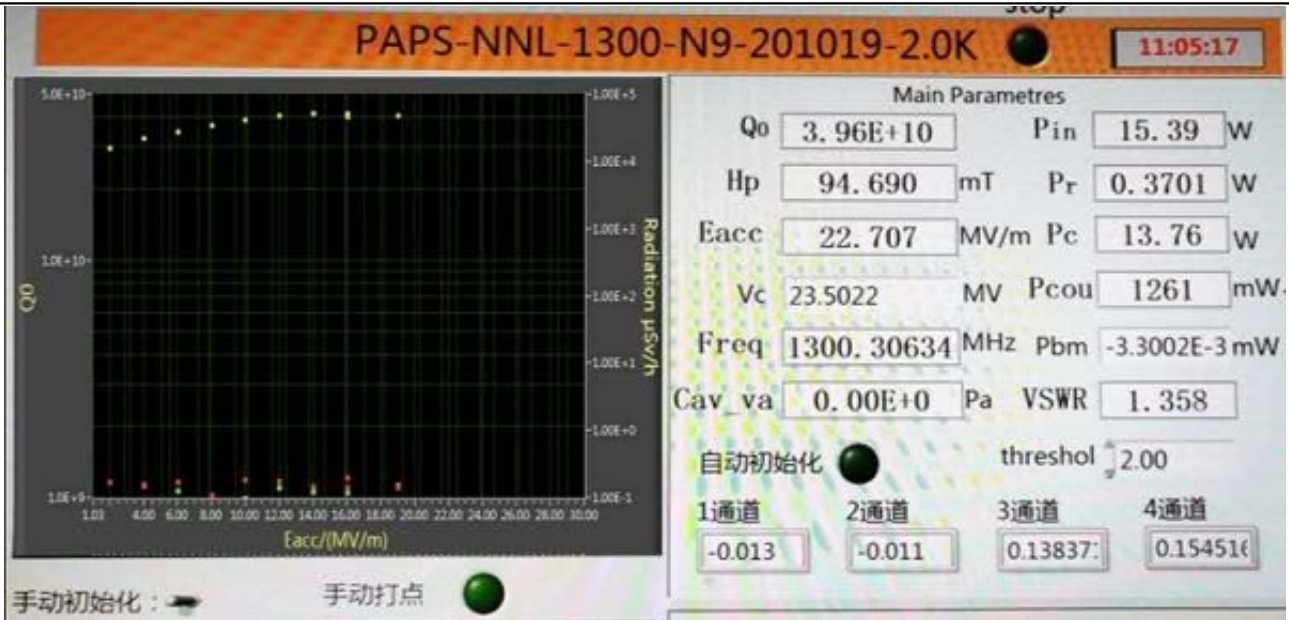 stop
PAPS-NNL-1300-N9-201019-2.0K
11:05:17
Main Parametres
Q0 3.96E+10 Pin 15.39 W
Hp 94.690 mT Pr 0.3701 W
Eacc 22.707 MV/m Pc 13.76 W
Vc 23.5022 MV Pcou 1261 mW
Freq 1300.30634 MHz Pbm -3.3002E-3 mW
Cav_va 0.00E+0 Pa VSWR 1.358
自动初始化 threshol 2.00
1通道 2通道 3通道 4通道
-0.013 -0.011 0.13837 0.154516
5.0E+10
1.0E+10
1.0E+9
Q0
1.00E+5
1.00E+4
1.00E+3
1.00E+2
1.00E+1
1.00E+0
1.00E-1
Radiation μSv/h
1.03 4.00 6.00 8.00 10.00 12.00 14.00 16.00 18.00 20.00 22.00 24.00 26.00 28.00 30.00
Eacc/(MV/m)
手动初始化: 手动打点